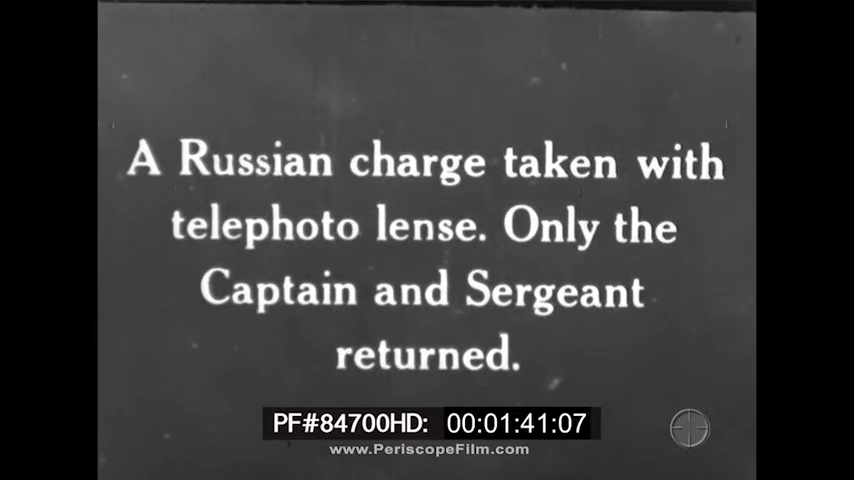 A Russian charge taken with
telephoto lense. Only the
Captain and Sergeant
returned.
PF#84700HD: 00:01:41:07
www.PeriscopeFilm.com